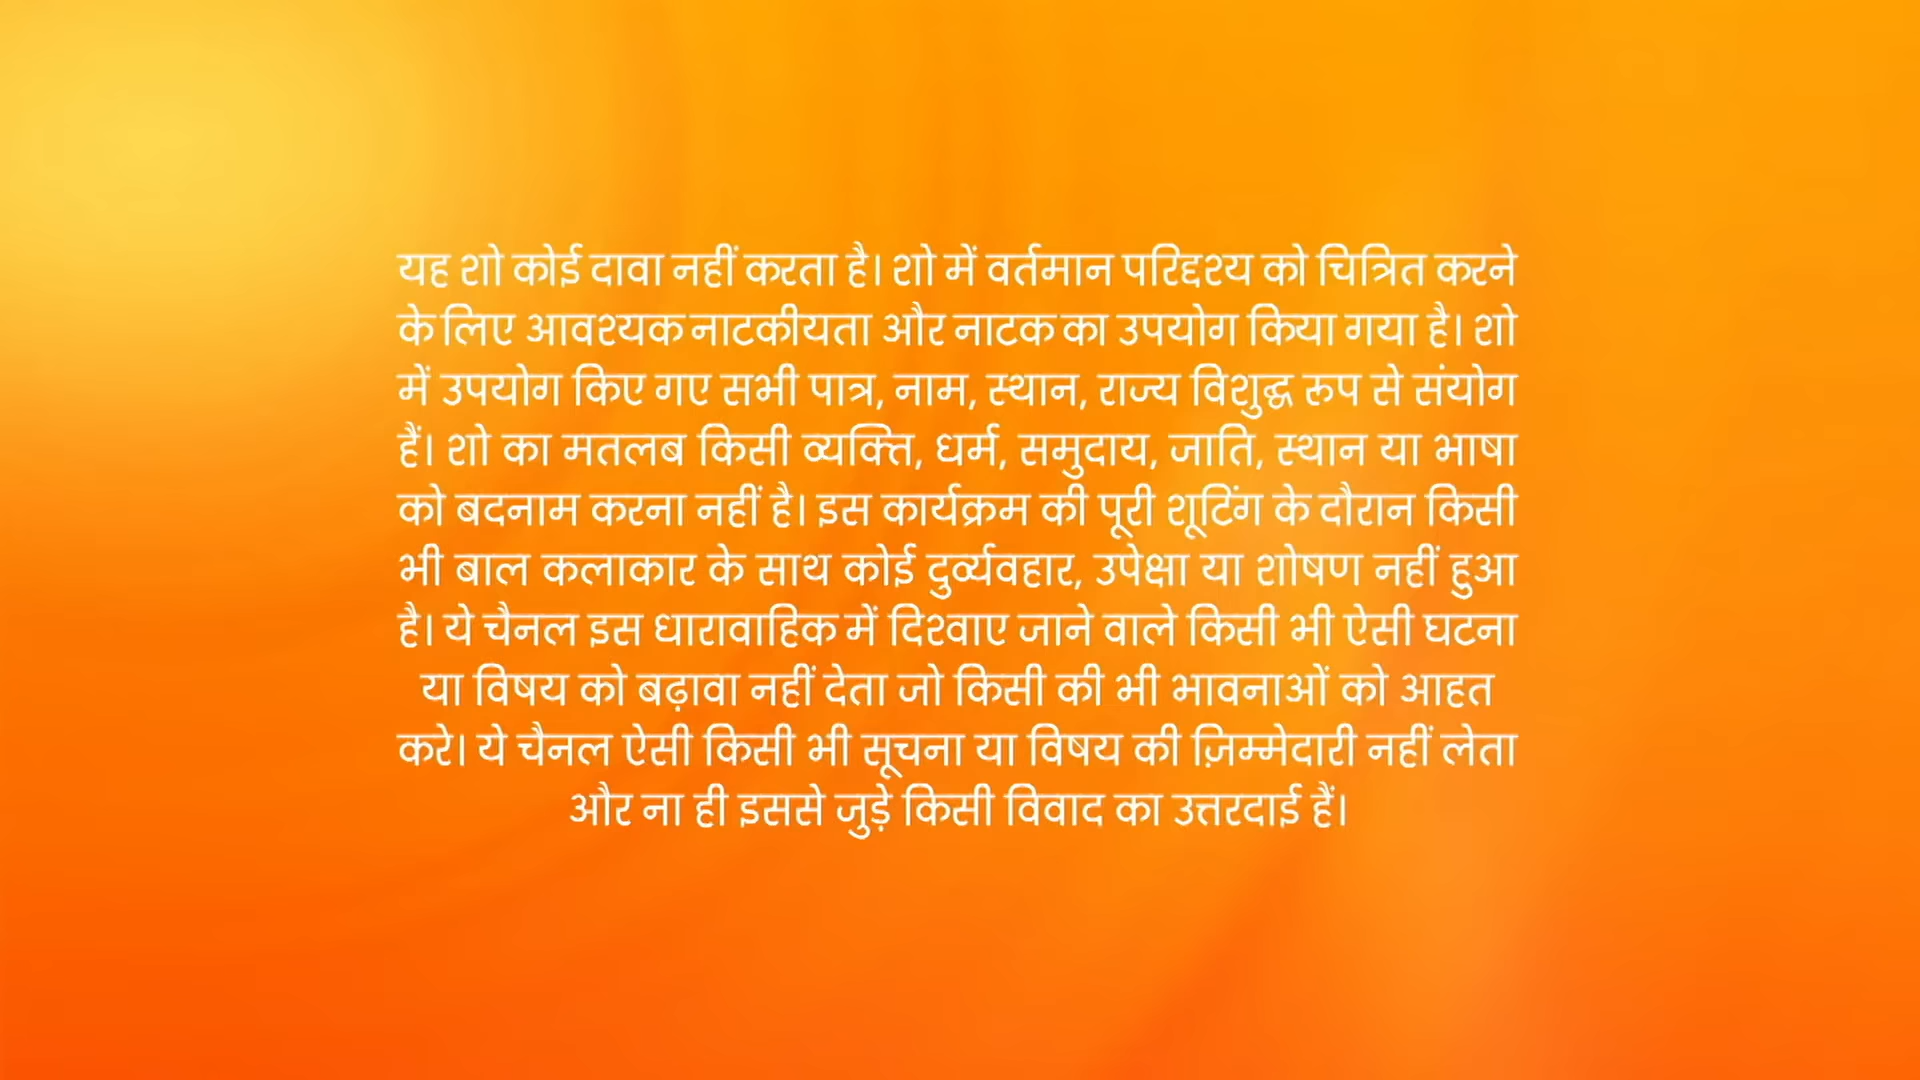 यह शो कोई दावा नहीं करता है। शो में वर्तमान परिदृश्य को चित्रित करने
के लिए आवश्यक नाटकीयता और नाटक का उपयोग किया गया है। शो
में उपयोग किए गए सभी पात्र, नाम, स्थान, राज्य विशुद्ध रुप से संयोग
हैं। शो का मतलब किसी व्यक्ति, धर्म, समुदाय, जाति, स्थान या भाषा
को बदनाम करना नहीं है। इस कार्यक्रम की पूरी शूटिंग के दौरान किसी
भी बाल कलाकार के साथ कोई दुर्व्यवहार, उपेक्षा या शोषण नहीं हुआ
है। ये चैनल इस धारावाहिक में दिखाए जाने वाले किसी भी ऐसी घटना
या विषय को बढ़ावा नहीं देता जो किसी की भी भावनाओं को आहत
करे। ये चैनल ऐसी किसी भी सूचना या विषय की ज़िम्मेदारी नहीं लेता
और ना ही इससे जुड़े किसी विवाद का उत्तरदाई हैं।